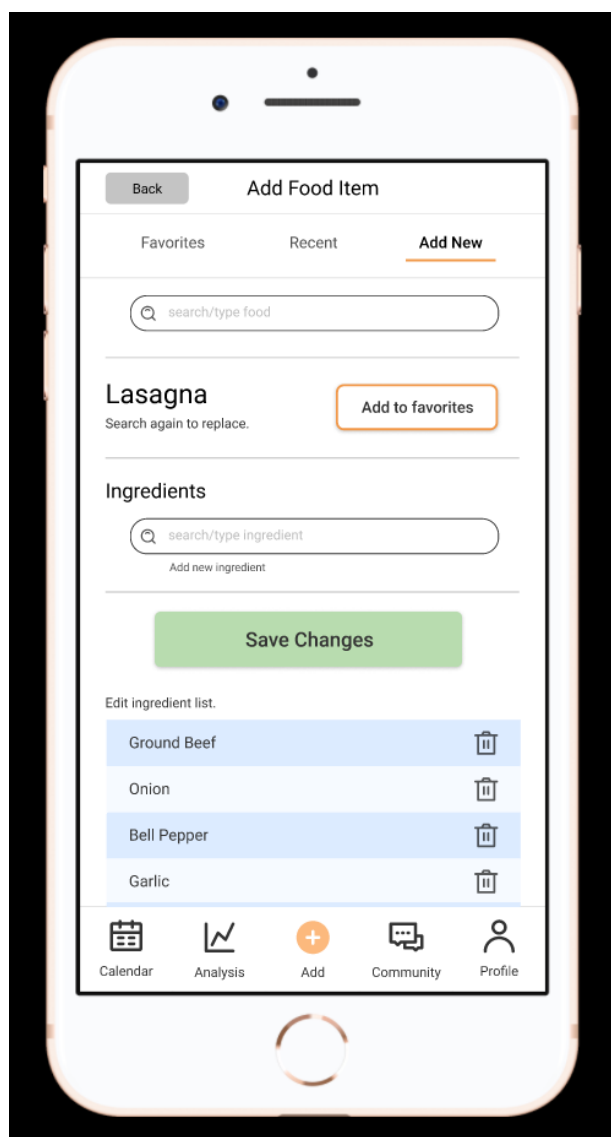 Back
Add Food Item
Favorites Recent Add New
search/type food
Lasagna
Search again to replace.
Add to favorites
Ingredients
search/type ingredient
Add new ingredient
Save Changes
Edit ingredient list.
Ground Beef
Onion
Bell Pepper
Garlic
Calendar Analysis Add Community Profile